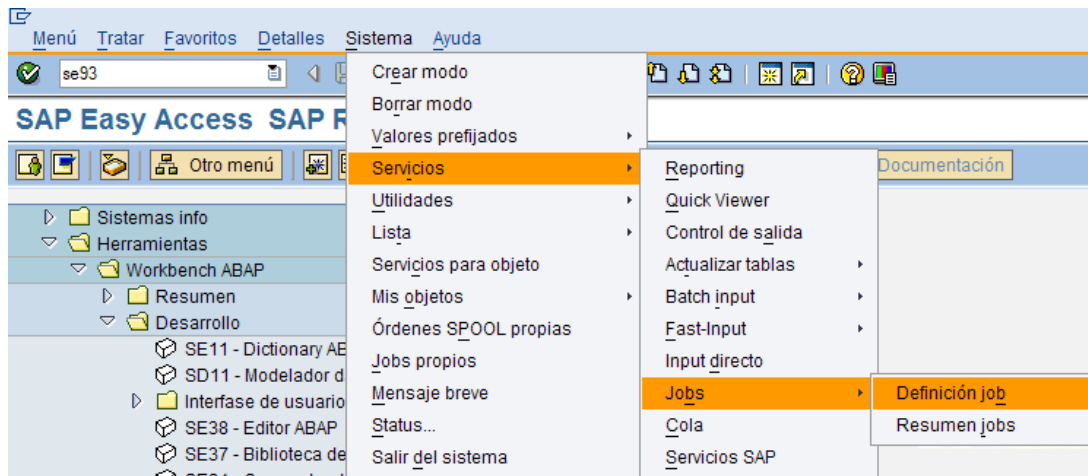 Menú Tratar Favoritos Detalles Sistema Ayuda
se93
SAP Easy Access SAP R
Otro menú
Documentación
Sistemas info
Herramientas
Workbench ABAP
Resumen
Desarrollo
SE11 - Dictionary AB
SD11 - Modelador d
Interfase de usuario
SE38 - Editor ABAP
SE37 - Biblioteca de
Crear modo
Borrar modo
Valores prefijados
Servicios
Utilidades
Lista
Servicios para objeto
Mis objetos
Órdenes SPOOL propias
Jobs propios
Mensaje breve
Status...
Salir del sistema
Reporting
Quick Viewer
Control de salida
Actualizar tablas
Batch input
Fast-Input
Input directo
Jobs
Cola
Servicios SAP
Definición job
Resumen jobs